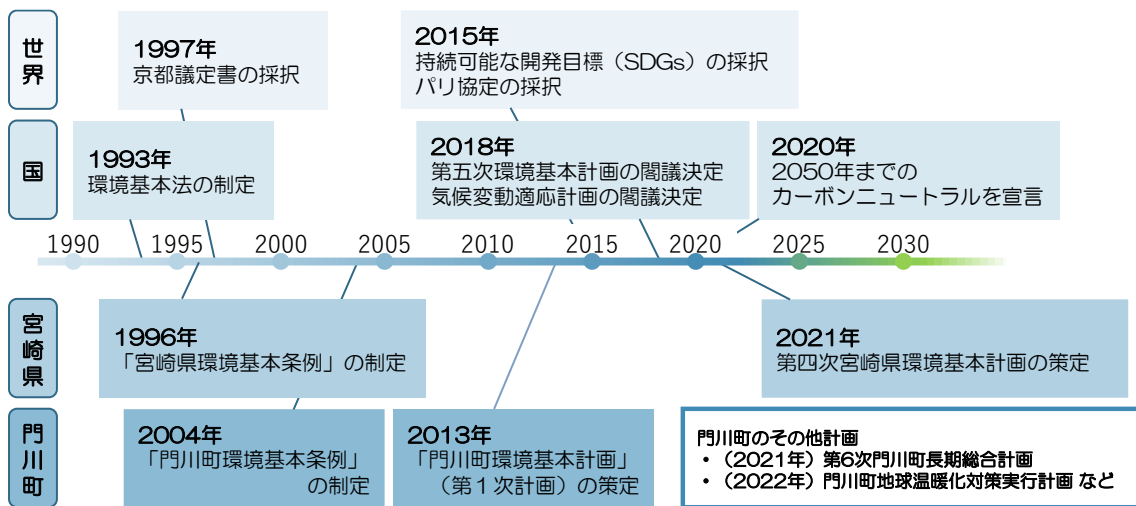 世界
1997年
京都議定書の採択
2015年
持続可能な開発目標（SDGs）の採択
パリ協定の採択
国
1993年
環境基本法の制定
2018年
第五次環境基本計画の閣議決定
気候変動適応計画の閣議決定
2020年
2050年までの
カーボンニュートラルを宣言
1990 1995 2000 2005 2010 2015 2020 2025 2030
宮崎県
1996年
「宮崎県環境基本条例」の制定
2021年
第四次宮崎県環境基本計画の策定
門川町
2004年
「門川町環境基本条例」
の制定
2013年
「門川町環境基本計画」
（第１次計画）の策定
門川町のその他計画
・（2021年）第6次門川町長期総合計画
・（2022年）門川町地球温暖化対策実行計画 など